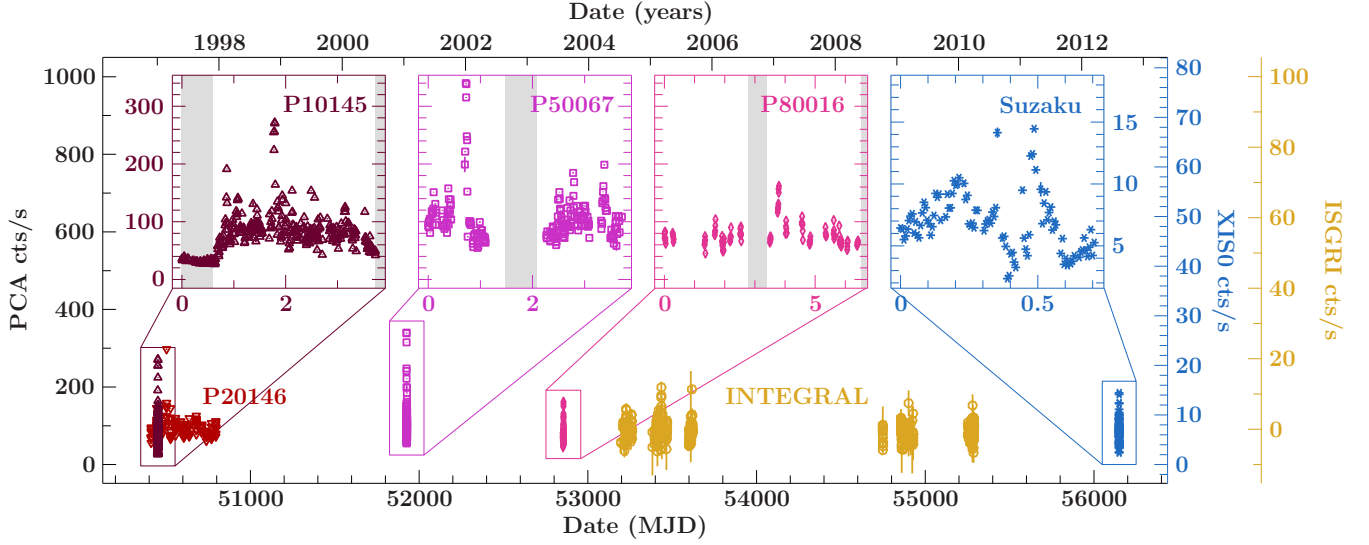 Date (years)
1998 2000 2002 2004 2006 2008 2010 2012
1000 800 600 400 200 0
PCA cts/s
300 200 100 0
P10145
0 2
P50067
0 2
P80016
0 5
Suzaku
15 10 5
0 0.5
P20146
INTEGRAL
80 70 60 50 40 30 20 10 0
XIS0 cts/s
100 80 60 40 20 0
ISGRI cts/s
51000 52000 53000 54000 55000 56000
Date (MJD)